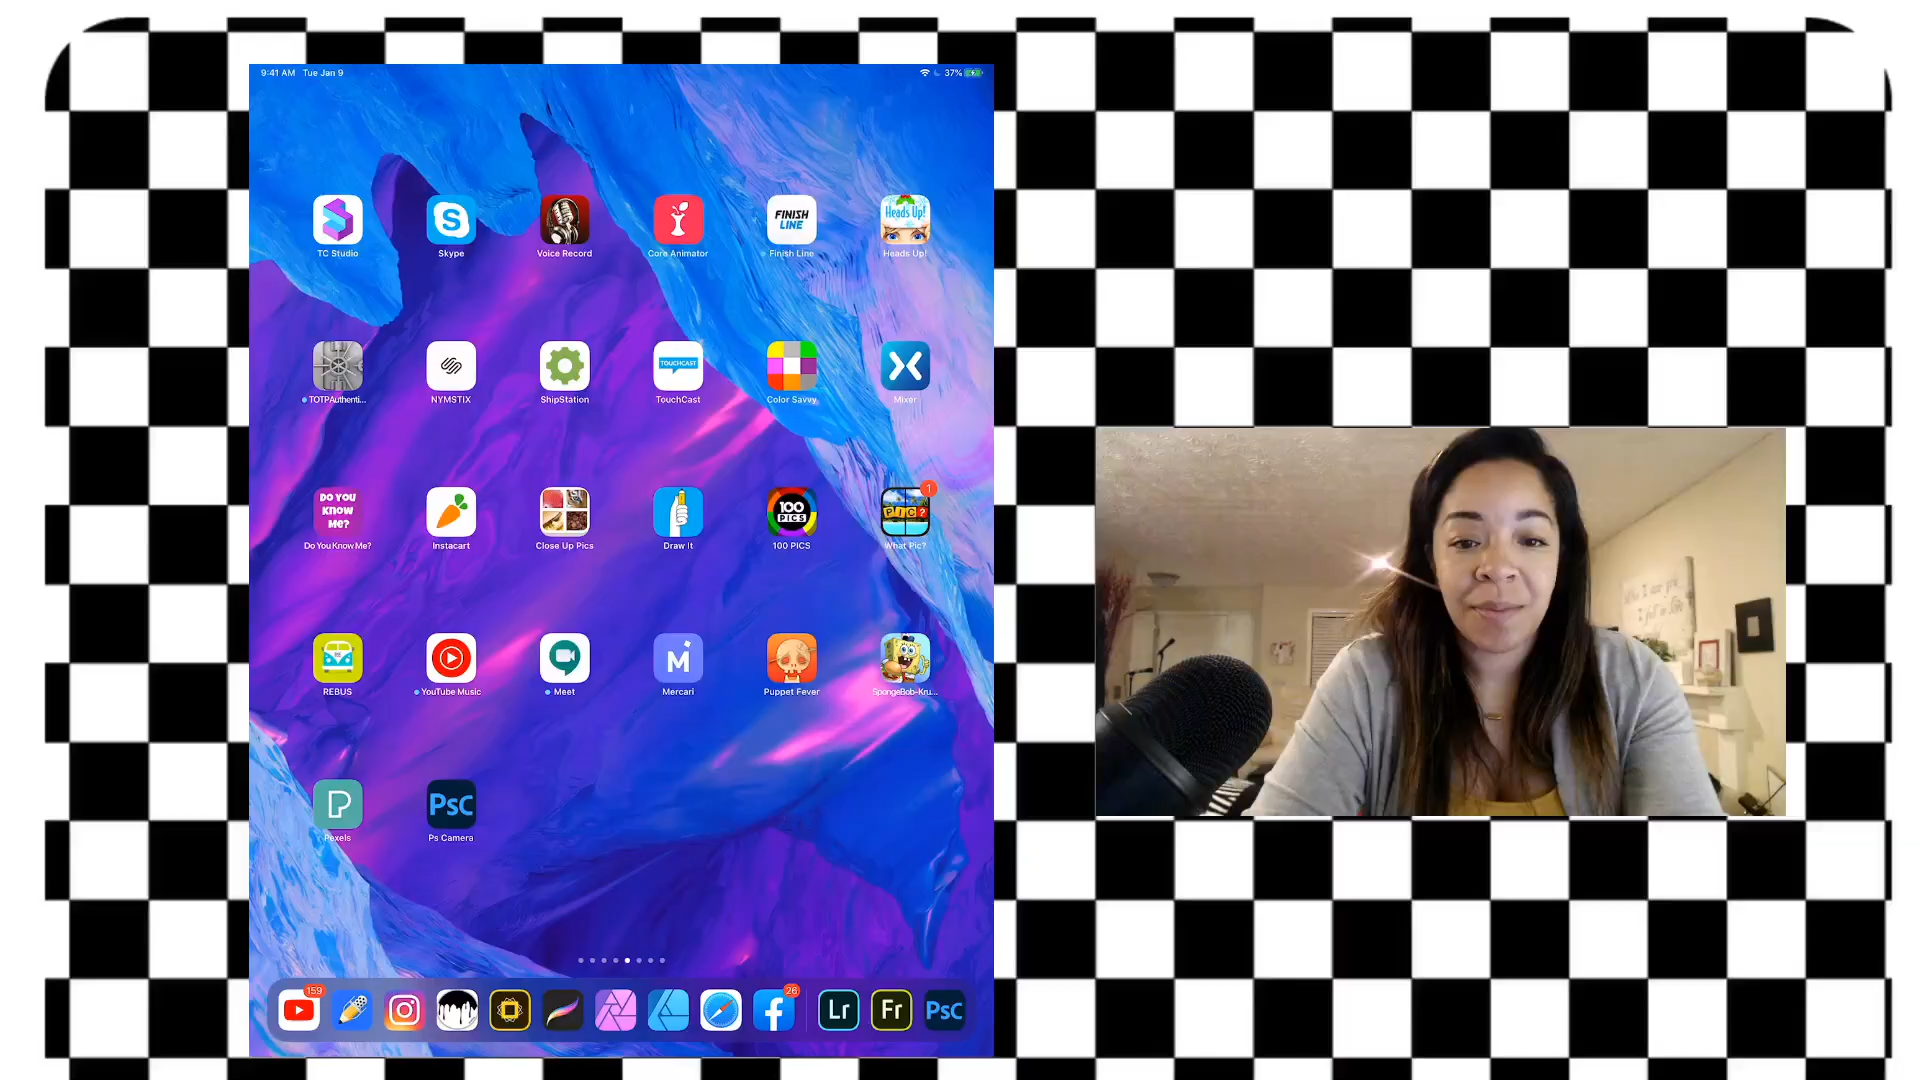 9:41 AM Tue Jan 9
37%
FINISH
LINE
Heads Up!
TC Studio
Skype
Voice Record
Core Animator
Finish Line
Heads Up!
TOUCHCAST
TOTPAuthenti...
NYMSTIX
ShipStation
TouchCast
Color Savvy
Mixer
DO YOU
KNOW
ME?
100
PICS
PIC?
1
Do You Know Me?
Instacart
Close Up Pics
Draw It
100 PICS
What Pic?
REBUS
YouTube Music
Meet
Mercari
Puppet Fever
SpongeBob-Kru...
PsC
Pexels
Ps Camera
159
26
Lr
Fr
PsC